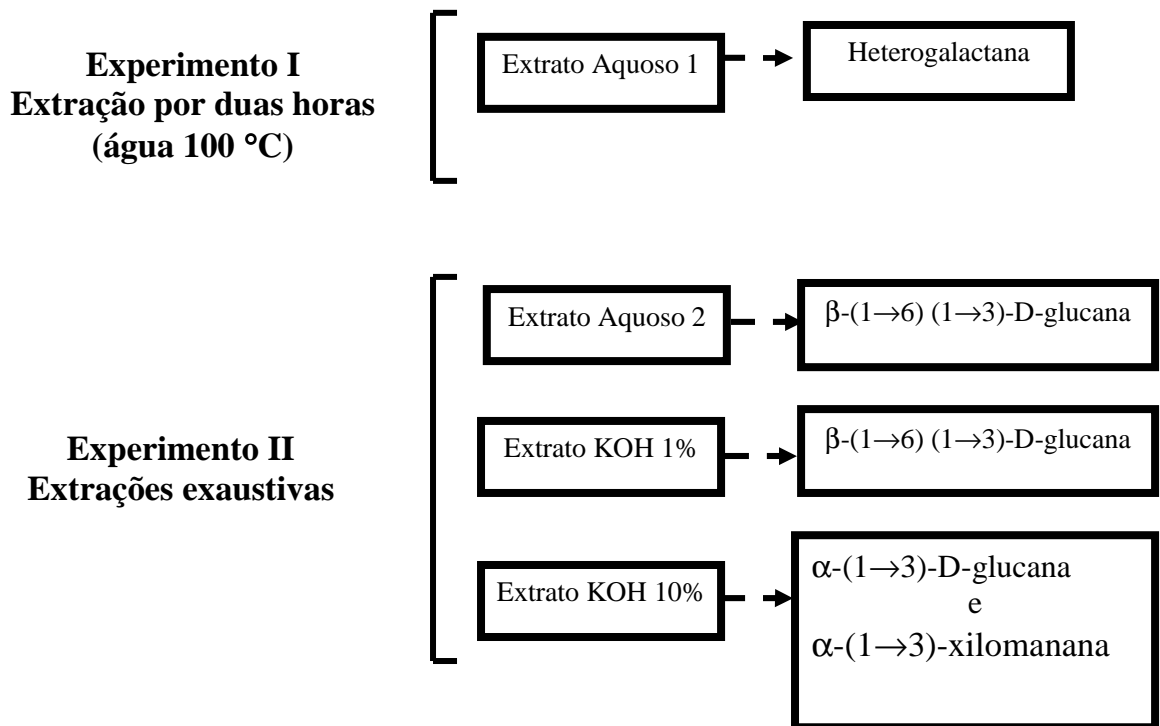 Experimento I
Extração por duas horas
(água 100 °C)
Extrato Aquoso 1
Heterogalactana
Experimento II
Extrações exaustivas
Extrato Aquoso 2
β-(1→6) (1→3)-D-glucana
Extrato KOH 1%
β-(1→6) (1→3)-D-glucana
Extrato KOH 10%
α-(1→3)-D-glucana
e
α-(1→3)-xilomanana